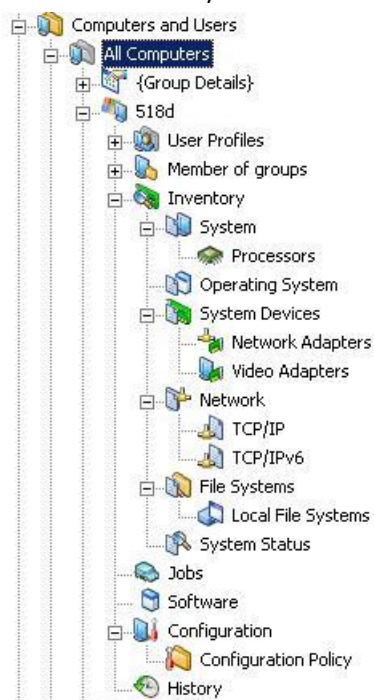 Computers and Users
All Computers
{Group Details}
518d
User Profiles
Member of groups
Inventory
System
Processors
Operating System
System Devices
Network Adapters
Video Adapters
Network
TCP/IP
TCP/IPv6
File Systems
Local File Systems
System Status
Jobs
Software
Configuration
Configuration Policy
History